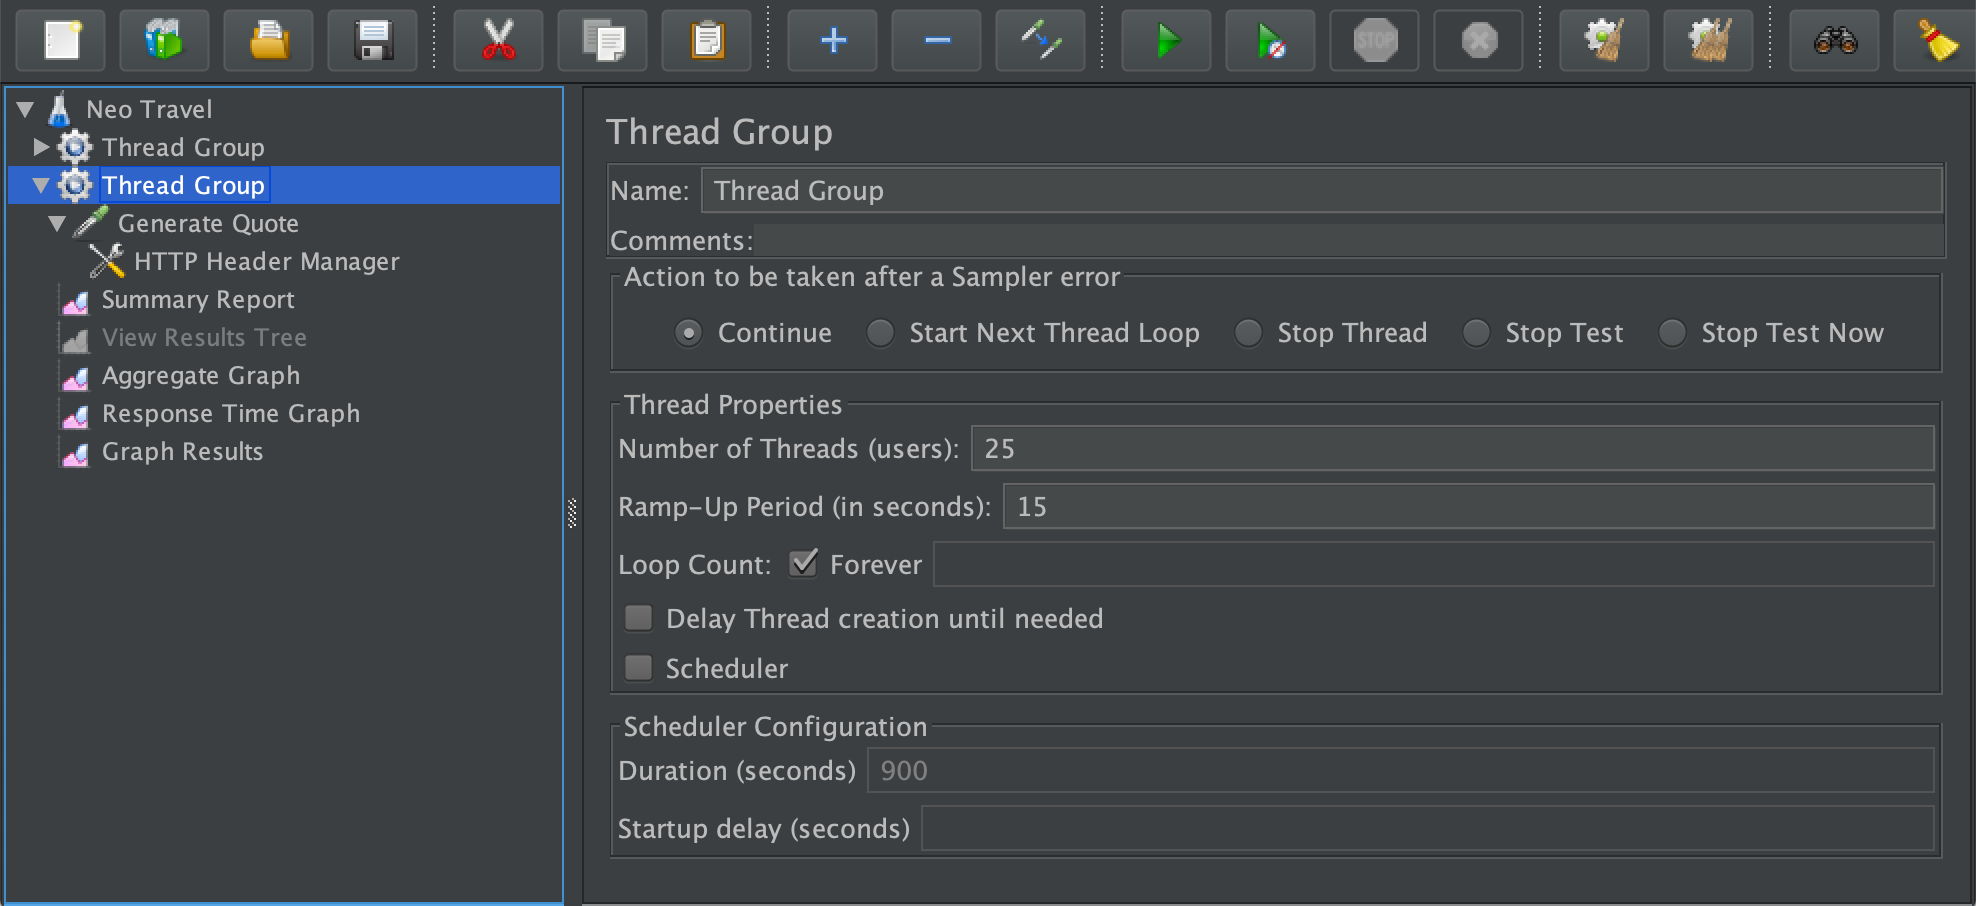 STOP
Neo Travel
Thread Group
Thread Group
Generate Quote
HTTP Header Manager
Summary Report
View Results Tree
Aggregate Graph
Response Time Graph
Graph Results
Thread Group
Name: Thread Group
Comments:
Action to be taken after a Sampler error
Continue Start Next Thread Loop Stop Thread Stop Test Stop Test Now
Thread Properties
Number of Threads (users): 25
Ramp-Up Period (in seconds): 15
Loop Count: Forever
Delay Thread creation until needed
Scheduler
Scheduler Configuration
Duration (seconds) 900
Startup delay (seconds)